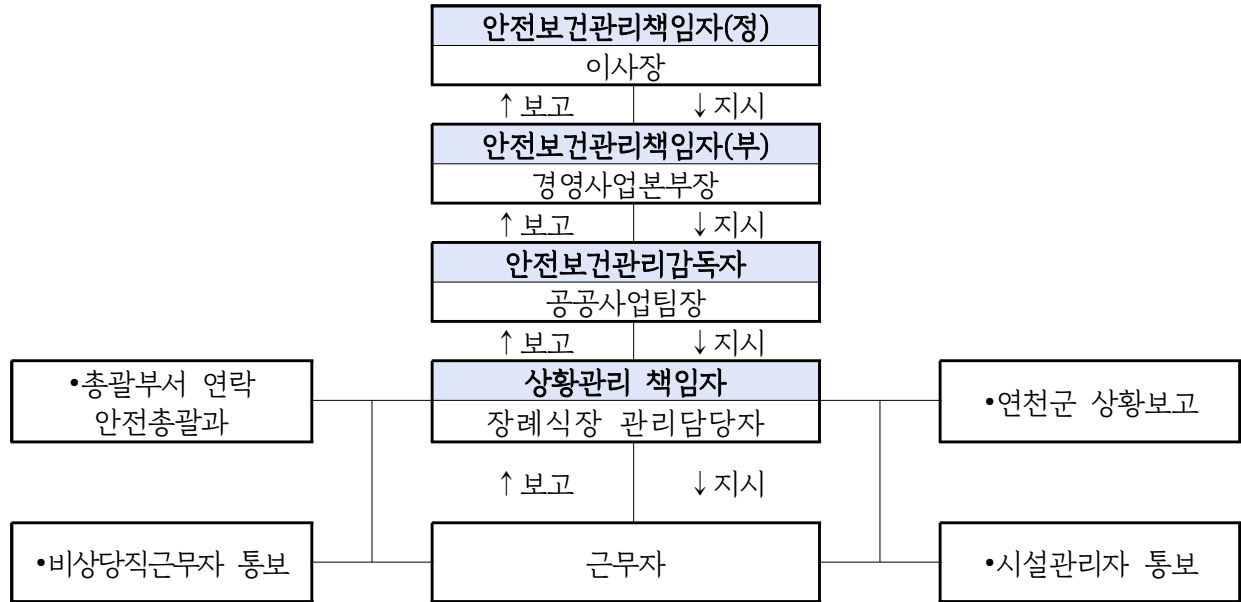 안전보건관리책임자(정)
이사장
↑보고 ↓지시
안전보건관리책임자(부)
경영사업본부장
↑보고 ↓지시
안전보건관리감독자
공공사업팀장
↑보고 ↓지시
•총괄부서 연락
안전총괄과
상황관리 책임자
장례식장 관리담당자
•연천군 상황보고
↑보고 ↓지시
•비상당직근무자 통보
근무자
•시설관리자 통보